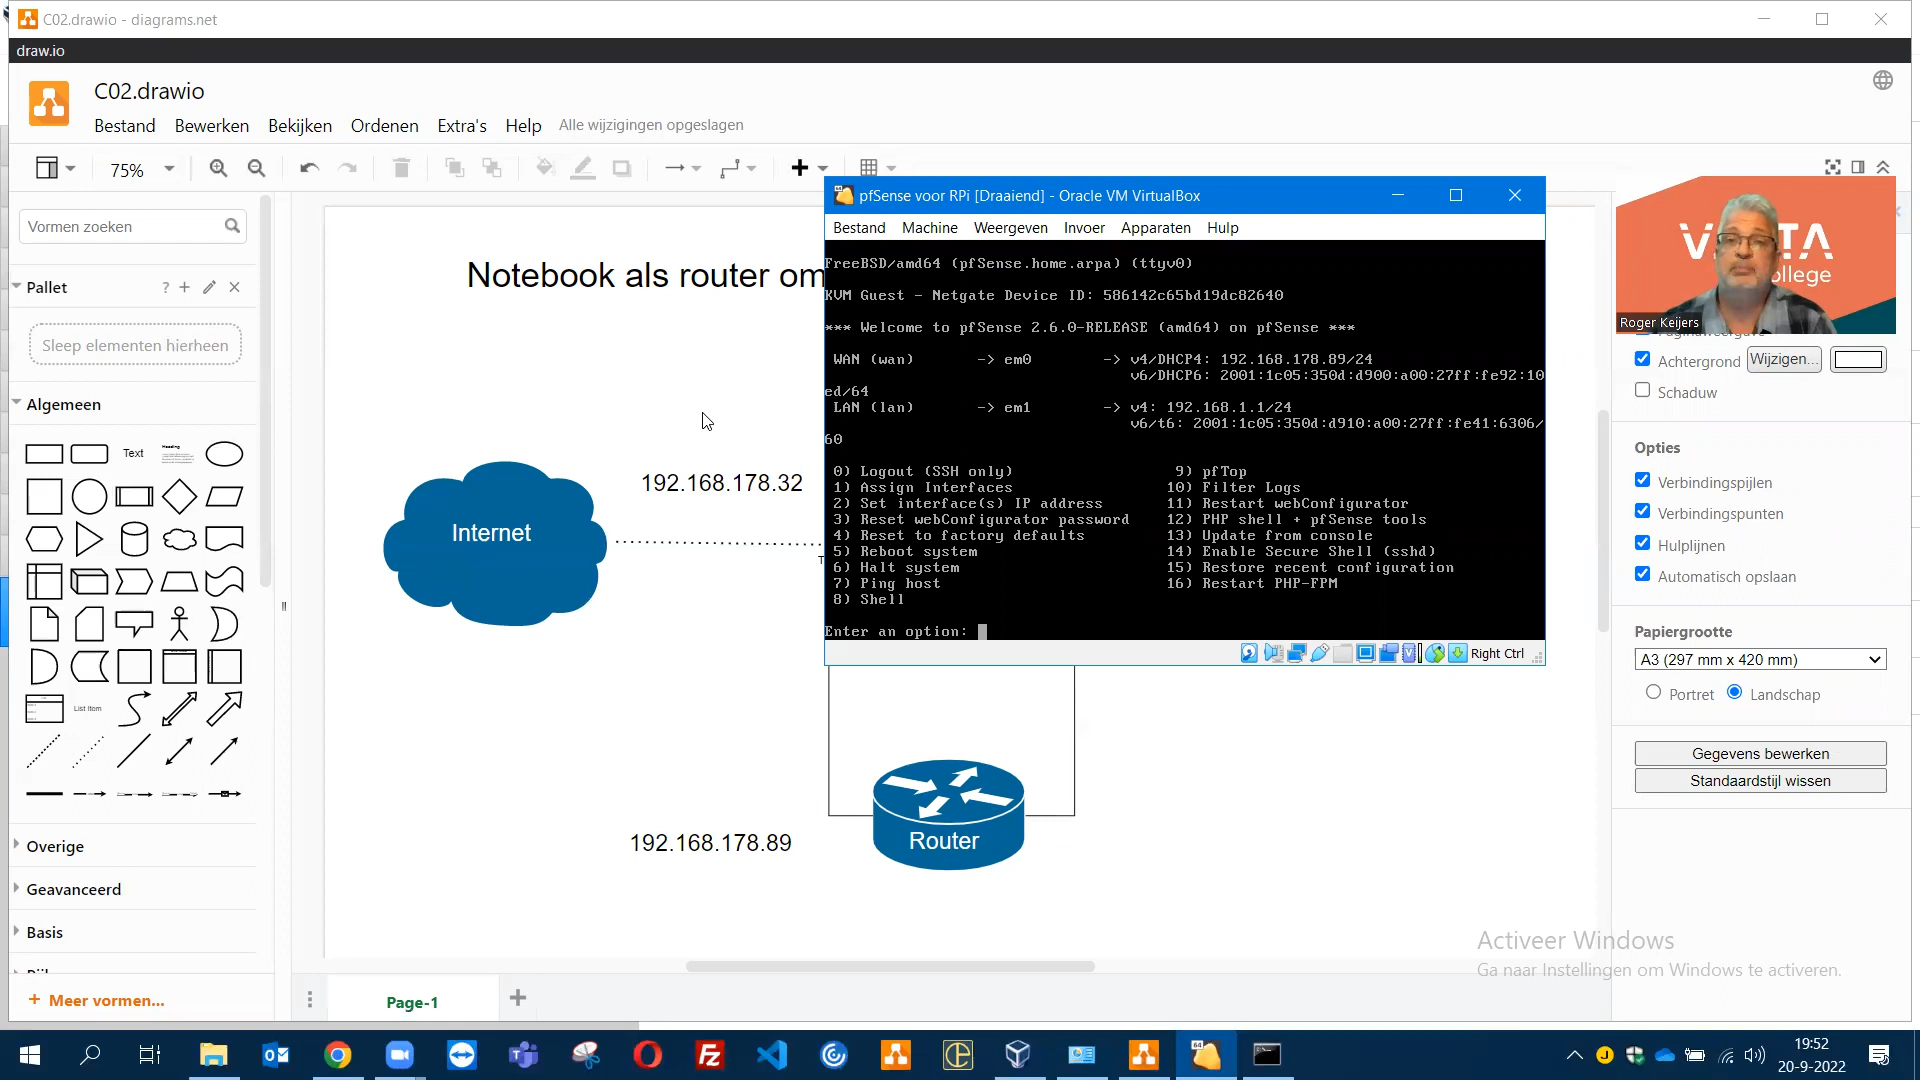 C02.drawio - diagrams.net
draw.io
C02.drawio
Bestand Bewerken Bekijken Ordenen Extra's Help Alle wijzigingen opgeslagen
75%
Vormen zoeken
Pallet
?
Sleep elementen hierheen
Algemeen
Text
Heading
List Item
Overige
Geavanceerd
Basis
+ Meer vormen...
Notebook als router om
Internet
192.168.178.32
192.168.178.89
Router
Page-1
pfSense voor RPi [Draaiend] - Oracle VM VirtualBox
Bestand Machine Weergeven Invoer Apparaten Hulp
FreeBSD/amd64 (pfSense.home.arpa) (ttyv0)
KVM Guest - Netgate Device ID: 586142c65bd19dc82640
*** Welcome to pfSense 2.6.0-RELEASE (amd64) on pfSense ***
WAN (wan) -> em0 -> v4/DHCP4: 192.168.178.89/24
v6/DHCP6: 2001:1c05:350d:d900:a00:27ff:fe92:10
ed/64
LAN (lan) -> em1 -> v4: 192.168.1.1/24
v6/t6: 2001:1c05:350d:d910:a00:27ff:fe41:6306/
60
0) Logout (SSH only) 9) pfTop
1) Assign Interfaces 10) Filter Logs
2) Set interface(s) IP address 11) Restart webConfigurator
3) Reset webConfigurator password 12) PHP shell + pfSense tools
4) Reset to factory defaults 13) Update from console
5) Reboot system 14) Enable Secure Shell (sshd)
6) Halt system 15) Restore recent configuration
7) Ping host 16) Restart PHP-FPM
8) Shell
Enter an option:
Right Ctrl
college
Roger Keijers
Achtergrond Wijzigen...
Schaduw
Opties
Verbindingspijlen
Verbindingspunten
Hulplijnen
Automatisch opslaan
Papiergrootte
A3 (297 mm x 420 mm)
Portret Landschap
Gegevens bewerken
Standaardstijl wissen
Activeer Windows
Ga naar Instellingen om Windows te activeren.
19:52
20-9-2022